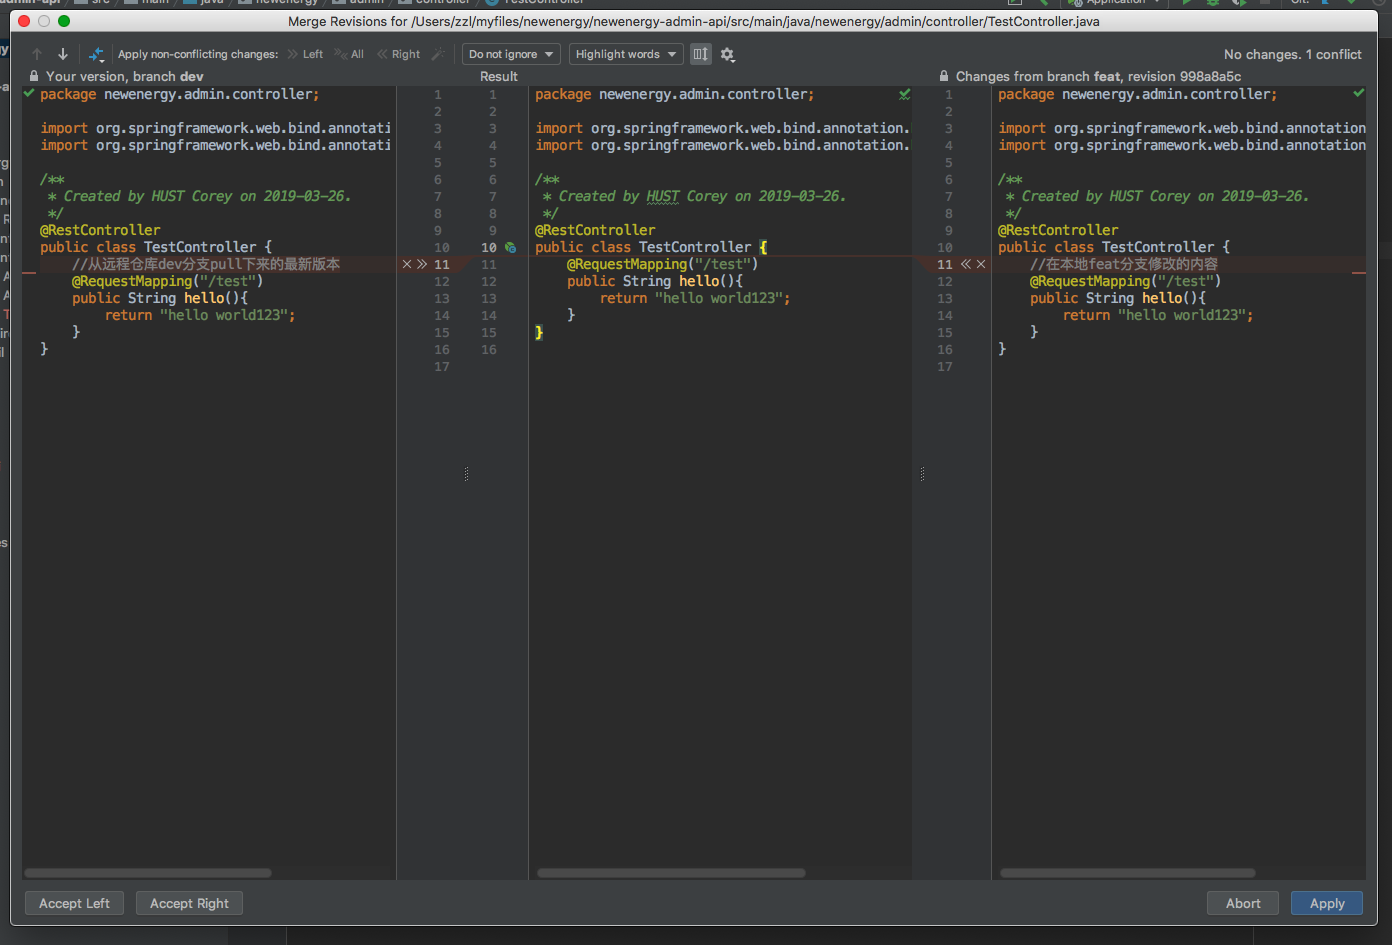 Merge Revisions for /Users/zzl/myfiles/newenergy/newenergy-admin-api/src/main/java/newenergy/admin/controller/TestController.java
Apply non-conflicting changes: Left All Right Do not ignore Highlight words No changes. 1 conflict
Your version, branch dev
Result
Changes from branch feat, revision 998a8a5c
package newenergy.admin.controller;
import org.springframework.web.bind.annotati
import org.springframework.web.bind.annotati
/**
* Created by HUST Corey on 2019-03-26.
*/
@RestController
public class TestController {
//从远程仓库dev分支pull下来的最新版本
@RequestMapping("/test")
public String hello(){
return "hello world123";
}
}
1
2
3
4
5
6
7
8
9
10
11
12
13
14
15
16
17
1
2
3
4
5
6
7
8
9
10
11
12
13
14
15
16
package newenergy.admin.controller;
import org.springframework.web.bind.annotation.
import org.springframework.web.bind.annotation.
/**
* Created by HUST Corey on 2019-03-26.
*/
@RestController
public class TestController {
@RequestMapping("/test")
public String hello(){
return "hello world123";
}
}
1
2
3
4
5
6
7
8
9
10
11
12
13
14
15
16
17
package newenergy.admin.controller;
import org.springframework.web.bind.annotation
import org.springframework.web.bind.annotation
/**
* Created by HUST Corey on 2019-03-26.
*/
@RestController
public class TestController {
//在本地feat分支修改的内容
@RequestMapping("/test")
public String hello(){
return "hello world123";
}
}
Accept Left Accept Right Abort Apply